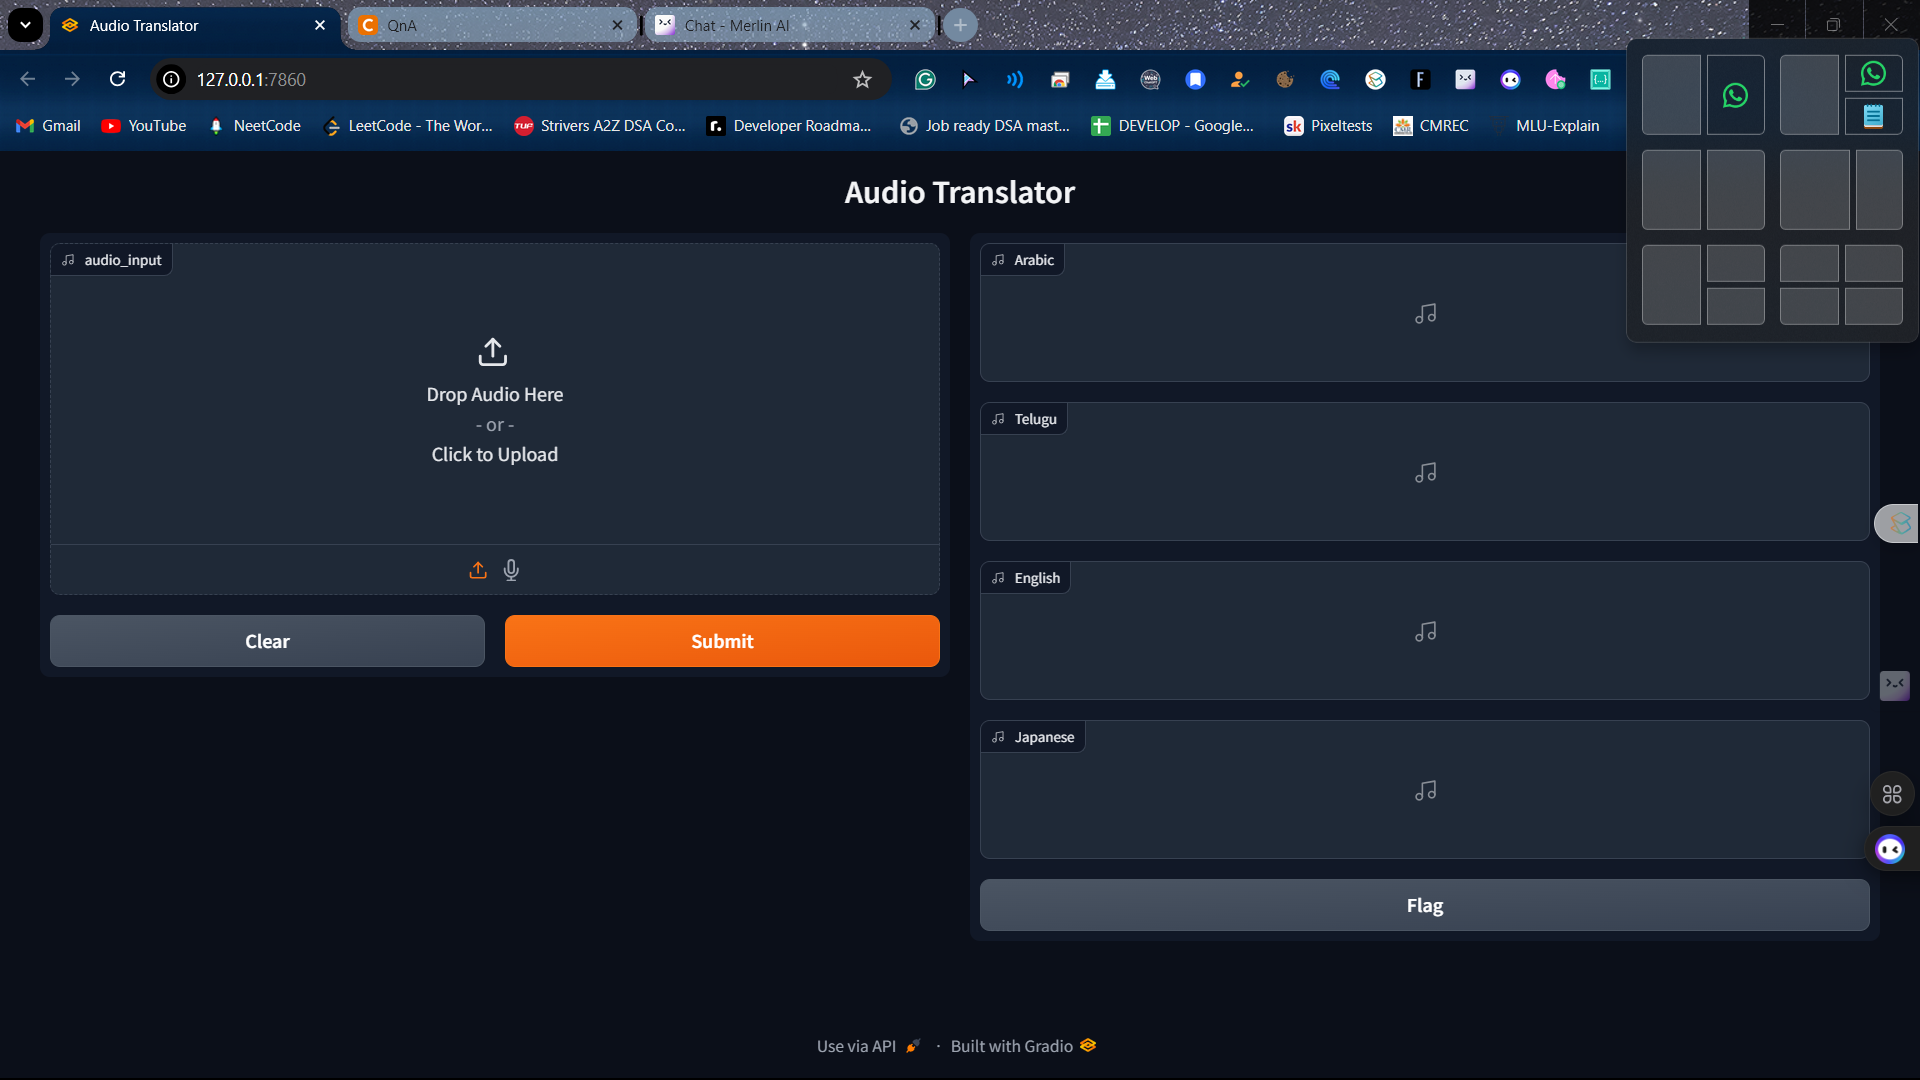 Audio Translator
QnA
Chat - Merlin AI
127.0.0.1:7860
Gmail
YouTube
NeetCode
LeetCode - The Wor...
TUF
Strivers A2Z DSA Co...
r.
Developer Roadma...
Job ready DSA mast...
DEVELOP - Google...
sk
Pixeltests
CMREC
MLU-Explain
Audio Translator
audio_input
Drop Audio Here
- or -
Click to Upload
Clear
Submit
Arabic
Telugu
English
Japanese
Flag
Use via API
·
Built with Gradio